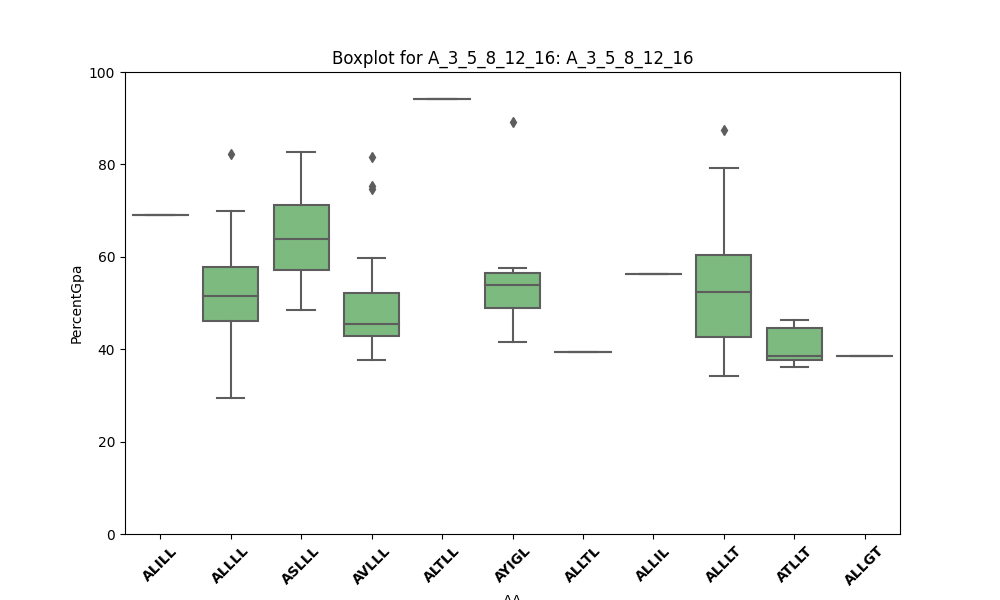 Boxplot for A_3_5_8_12_16: A_3_5_8_12_16
100
80
60
40
20
0
PercentGpa
ALILL
ALLLL
ASLLL
AVLLL
ALTLL
AYIGL
ALLTL
ALLIL
ALLLT
ATLLT
ALLGT
AA